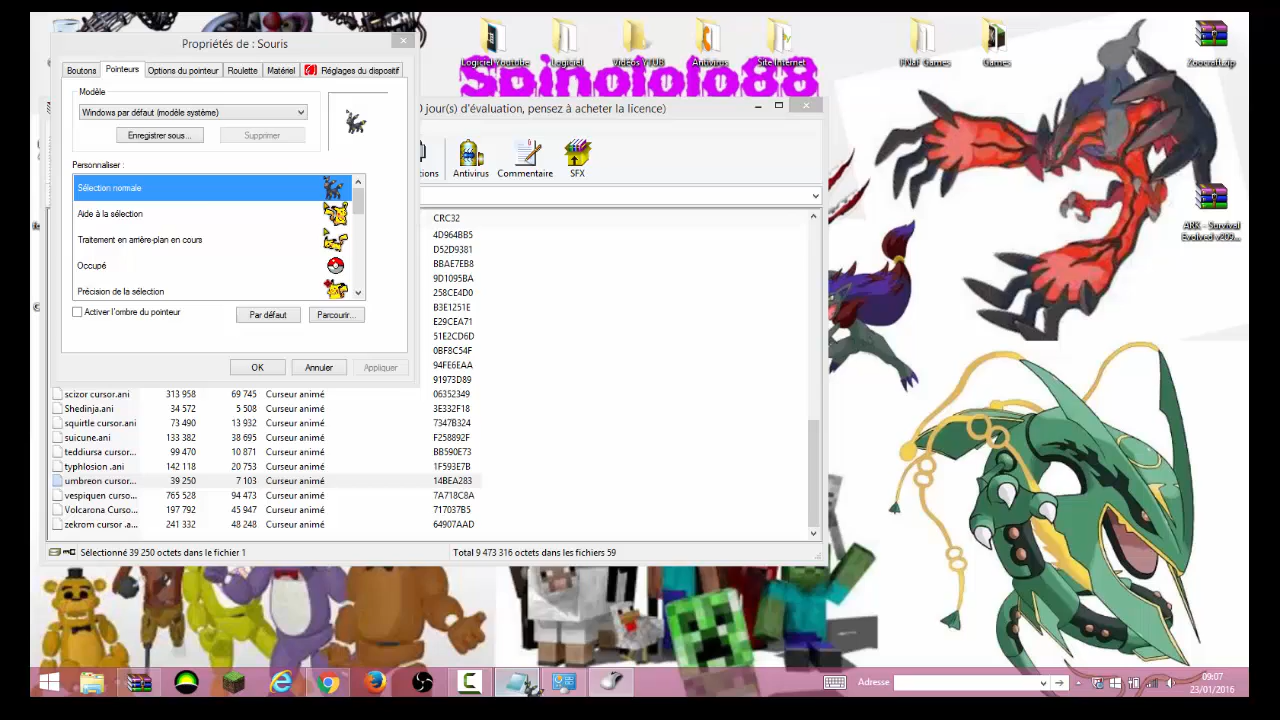 Propriétés de : Souris
Boutons
Pointeurs
Options du pointeur
Roulette
Matériel
Réglages du dispositif
Modèle
Windows par défaut (modèle système)
Enregistrer sous...
Supprimer
Personnaliser :
Sélection normale
Aide à la sélection
Traitement en arrière-plan en cours
Occupé
Précision de la sélection
Activer l'ombre du pointeur
Par défaut
Parcourir...
OK
Annuler
Appliquer
Logiciel Youtube
Logiciel
Vidéos YTUB
Antivirus
Site Internet
FNaF Games
Games
Zoocraft.zip
Spinololo88
jour(s) d'évaluation, pensez à acheter la licence)
Antivirus
Commentaire
SFX
ARK - Survival
Evolved v209...
CRC32
4D964BB5
D52D9381
BBAE7EB8
9D1095BA
258CE4D0
B3E1251E
E29CEA71
51E2CD6D
0BF8C54F
94FE6EAA
91973D89
scizor cursor.ani 313 958 69 745 Curseur animé 06352349
Shedinja.ani 34 572 5 508 Curseur animé 3E332F18
squirtle cursor.ani 73 490 13 932 Curseur animé 7347B324
suicune.ani 133 382 38 695 Curseur animé F258892F
teddiursa cursor... 99 470 10 871 Curseur animé BB590E73
typhlosion .ani 142 118 20 753 Curseur animé 1F593E7B
umbreon cursor... 39 250 7 103 Curseur animé 14BEA283
vespiquen curso... 765 528 94 473 Curseur animé 7A718C8A
Volcarona Curso... 197 792 45 947 Curseur animé 717037B5
zekrom cursor .a... 241 332 48 248 Curseur animé 64907AAD
Sélectionné 39 250 octets dans le fichier 1
Total 9 473 316 octets dans les fichiers 59
Adresse
09:07
23/01/2016